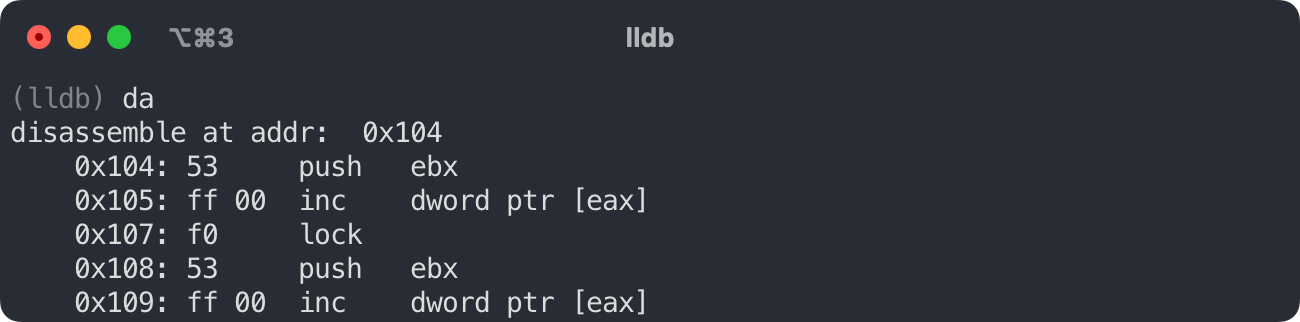 ⌥⌘3 lldb
(lldb) da
disassemble at addr:  0x104
    0x104: 53     push   ebx
    0x105: ff 00  inc    dword ptr [eax]
    0x107: f0     lock
    0x108: 53     push   ebx
    0x109: ff 00  inc    dword ptr [eax]